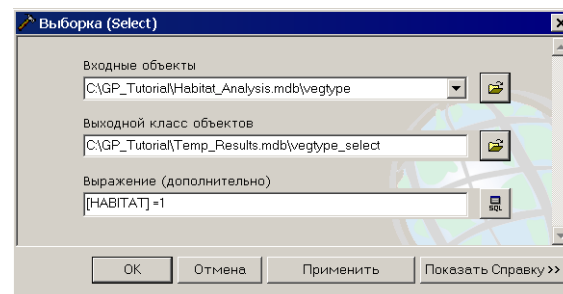 Выборка (Select)
Входные объекты
C:\GP_Tutorial\Habitat_Analysis.mdb\vegtype
Выходной класс объектов
C:\GP_Tutorial\Temp_Results.mdb\vegtype_select
Выражение (дополнительно)
[HABITAT] =1
SQL
OK Отмена Применить Показать Справку >>